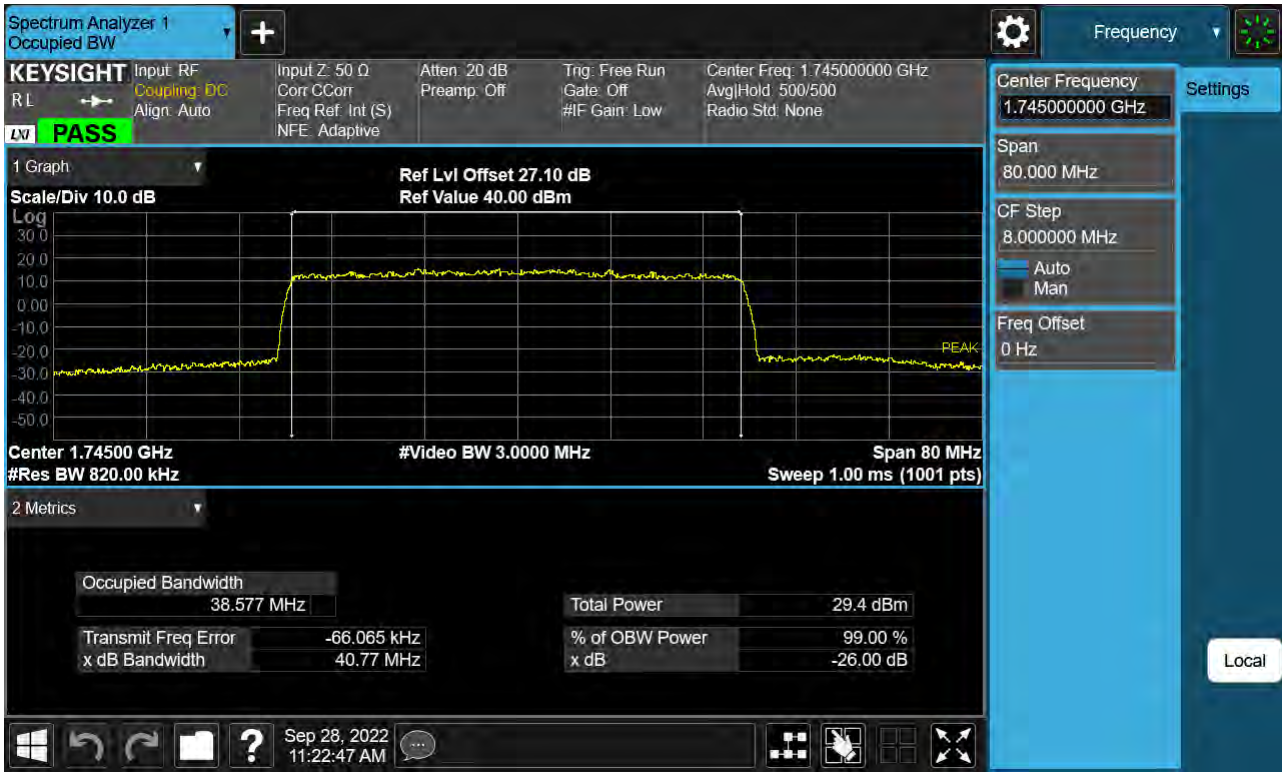 Spectrum Analyzer 1
Occupied BW
Frequency
KEYSIGHT
RL
LXI
PASS
Input: RF
Coupling: DC
Align: Auto
Input Z: 50 Ω
Corr CCorr
Freq Ref: Int (S)
NFE: Adaptive
Atten: 20 dB
Preamp: Off
Trig: Free Run
Gate: Off
#IF Gain: Low
Center Freq: 1.745000000 GHz
Avg|Hold: 500/500
Radio Std: None
Center Frequency
1.745000000 GHz
Settings
Span
80.000 MHz
CF Step
8.000000 MHz
Auto
Man
Freq Offset
0 Hz
1 Graph
Scale/Div 10.0 dB
Ref Lvl Offset 27.10 dB
Ref Value 40.00 dBm
Log
30.0
20.0
10.0
0.00
-10.0
-20.0
-30.0
-40.0
-50.0
PEAK
Center 1.74500 GHz
#Video BW 3.0000 MHz
Span 80 MHz
#Res BW 820.00 kHz
Sweep 1.00 ms (1001 pts)
2 Metrics
Occupied Bandwidth
38.577 MHz
Total Power 29.4 dBm
Transmit Freq Error -66.065 kHz
% of OBW Power 99.00 %
x dB Bandwidth 40.77 MHz
x dB -26.00 dB
Local
?
Sep 28, 2022
11:22:47 AM